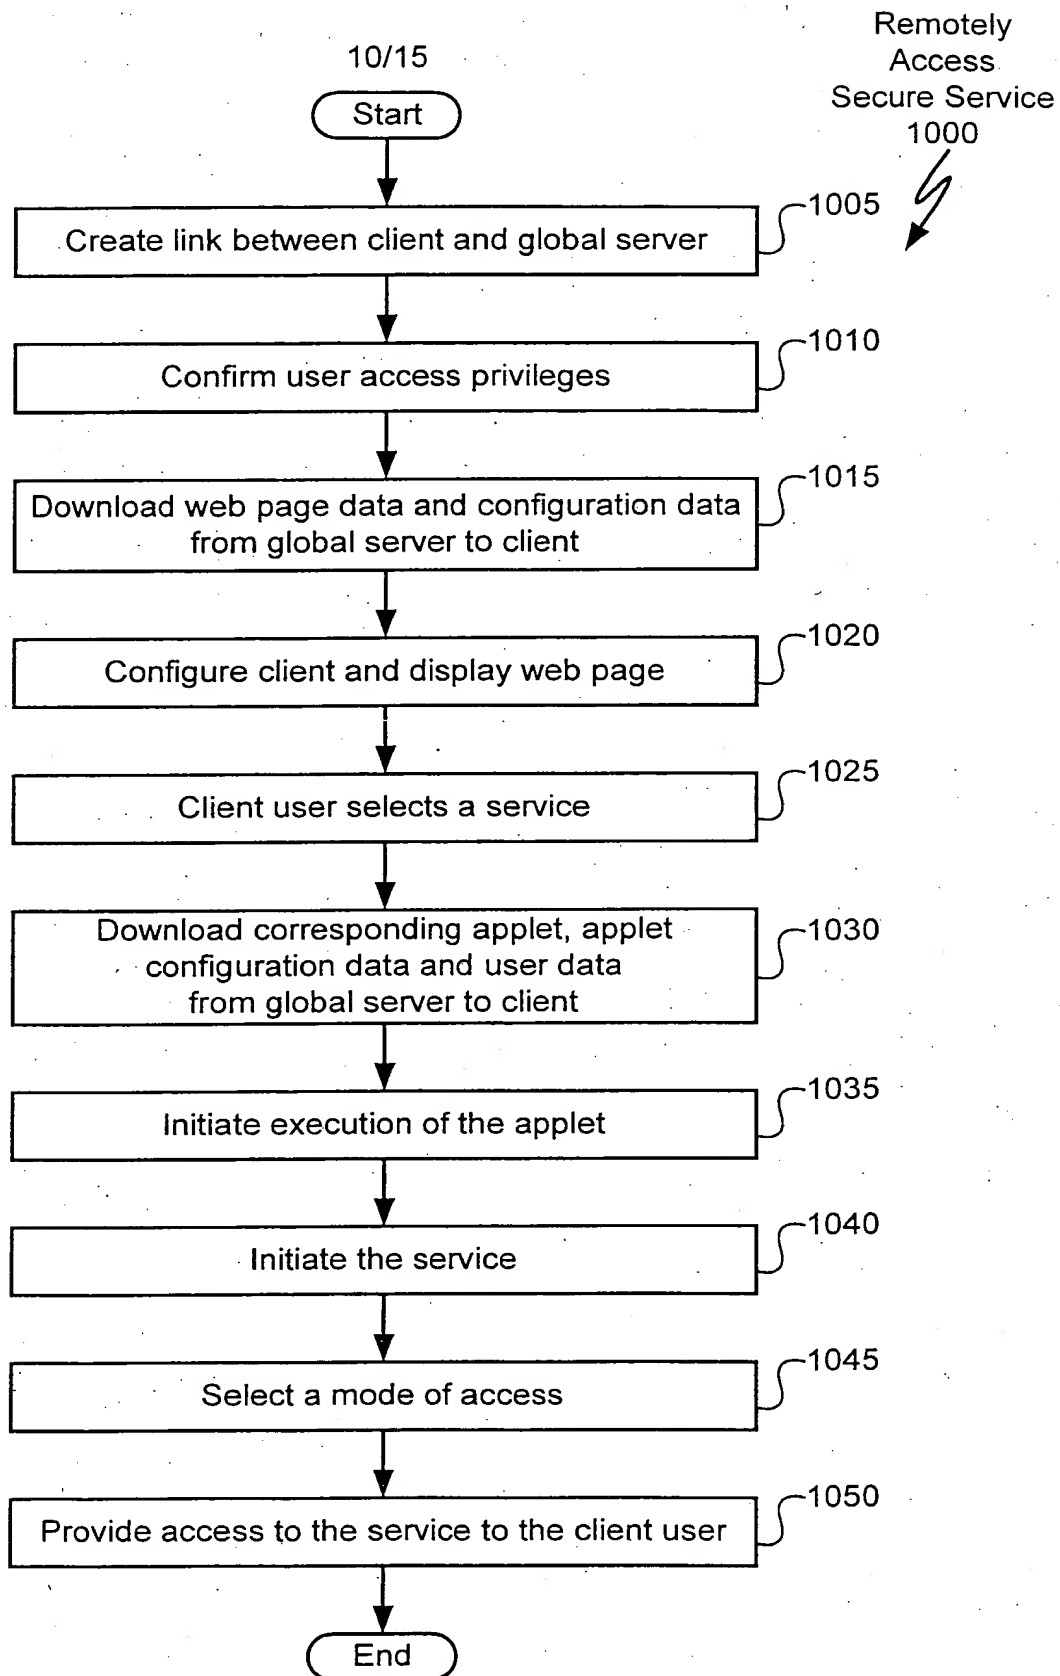 10/15
Remotely
Access
Secure Service
1000
Start
Create link between client and global server
1005
Confirm user access privileges
1010
Download web page data and configuration data
from global server to client
1015
Configure client and display web page
1020
Client user selects a service
1025
Download corresponding applet, applet
configuration data and user data
from global server to client
1030
Initiate execution of the applet
1035
Initiate the service
1040
Select a mode of access
1045
Provide access to the service to the client user
1050
End